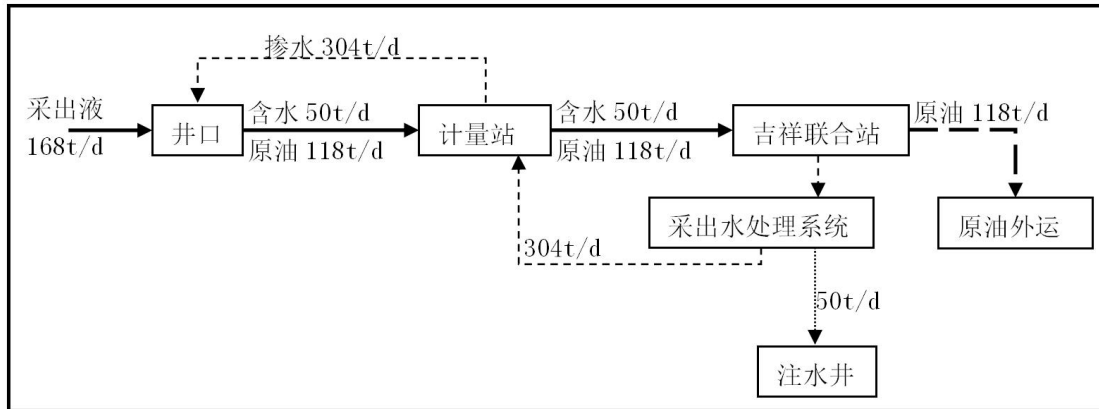 掺水 304t/d
采出液
168t/d
井口
含水 50t/d
原油 118t/d
计量站
含水 50t/d
原油 118t/d
吉祥联合站
原油 118t/d
采出水处理系统
原油外运
304t/d
50t/d
注水井